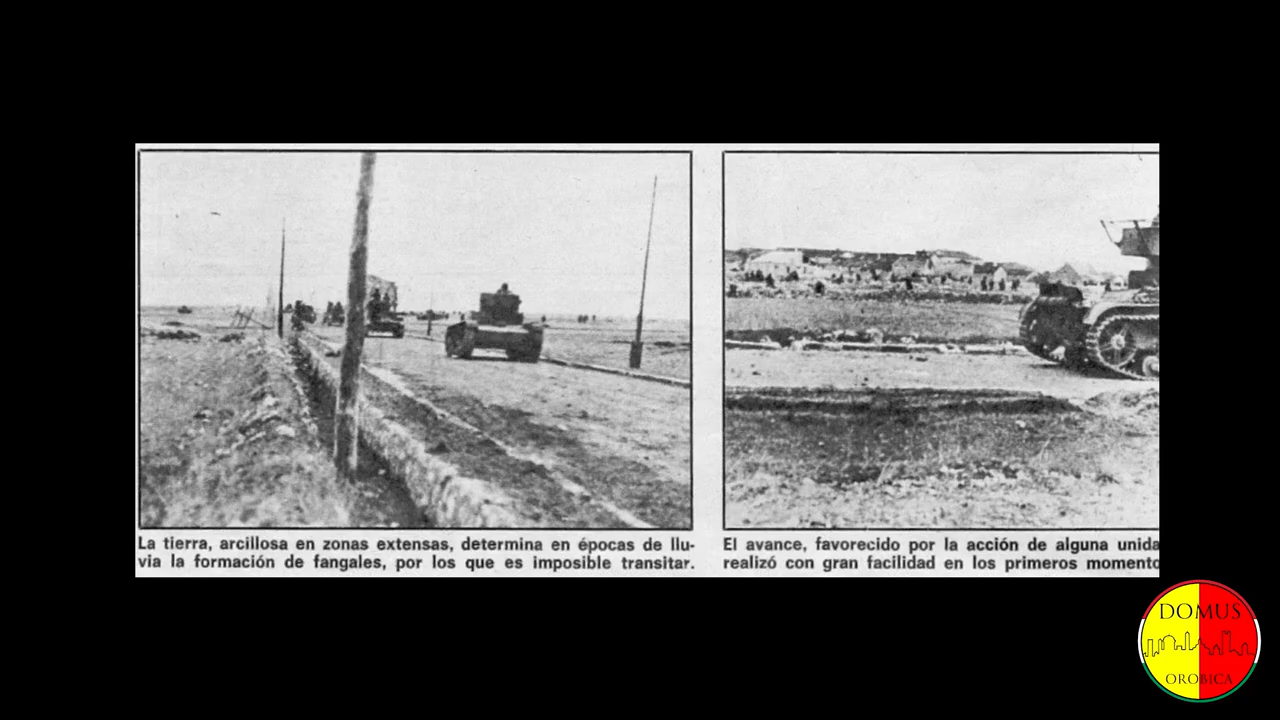 La tierra, arcillosa en zonas extensas, determina en épocas de llu-
via la formación de fangales, por los que es imposible transitar.
El avance, favorecido por la acción de alguna unida
realizó con gran facilidad en los primeros momento
DOMUS
OROBICA